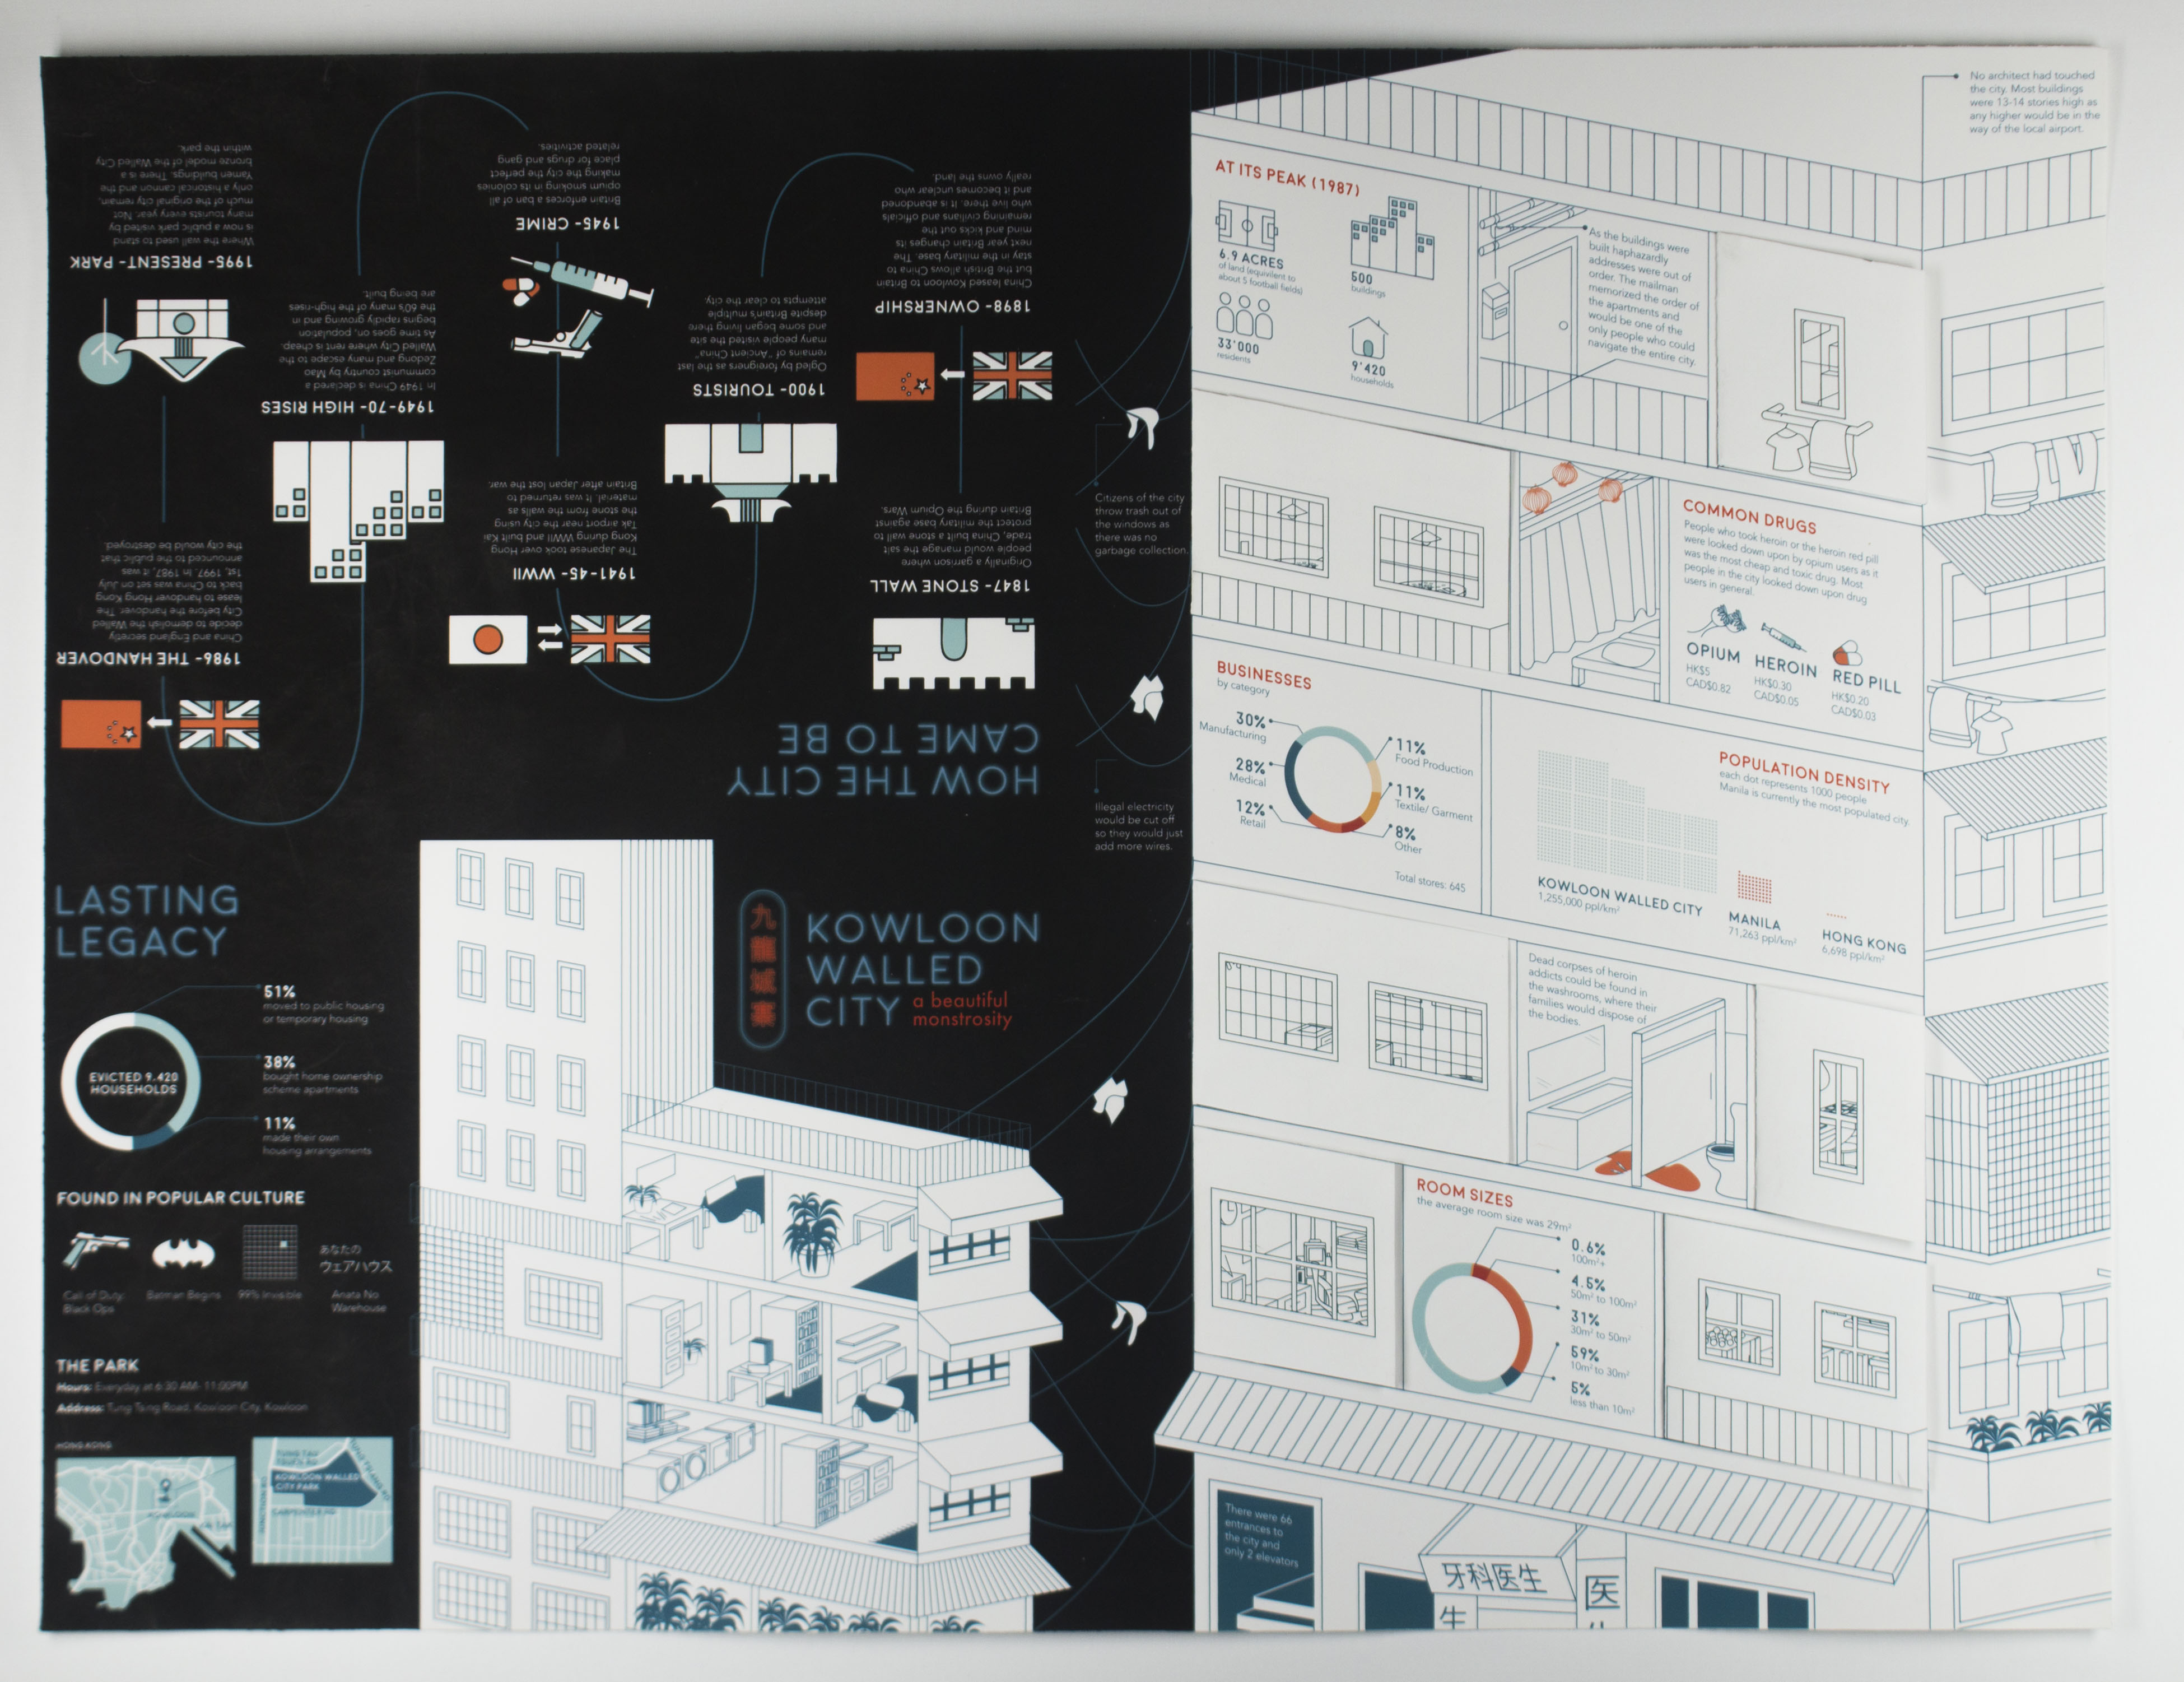 No architect had touched
the city. Most buildings
were 13-14 stories high as
any higher would be in the
way of the local airport.
AT ITS PEAK (1987)
6.9 ACRES
of land (equivilent to
about 5 football fields)
500
buildings
33'000
residents
9'420
households
As the buildings were
built haphazardly
addresses were out of
order. The mailman
memorized the order of
the apartments and
would be one of the
only people who could
navigate the entire city.
COMMON DRUGS
People who took heroin or the heroin red pill
were looked down upon by opium users as it
was the most cheap and toxic drug. Most
people in the city looked down upon drug
users in general.
OPIUM
HK$5
CAD$0.82
HEROIN
HK$0.30
CAD$0.05
RED PILL
HK$0.20
CAD$0.03
BUSINESSES
by category
30%
Manufacturing
28%
Medical
12%
Retail
11%
Food Production
11%
Textile/ Garment
8%
Other
Total stores: 645
POPULATION DENSITY
each dot represents 1000 people
Manila is currently the most populated city.
KOWLOON WALLED CITY
1,255,000 ppl/km²
MANILA
71,263 ppl/km²
HONG KONG
6,698 ppl/km²
Dead corpses of heroin
addicts could be found in
the washrooms, where their
families would dispose of
the bodies.
ROOM SIZES
the average room size was 29m²
0.6%
100m²+
4.5%
50m² to 100m²
31%
30m² to 50m²
59%
10m² to 30m²
5%
less than 10m²
There were 66
entrances to
the city and
only 2 elevators
牙科医生
生
医
Citizens of the city
throw trash out of
the windows as
there was no
garbage collection.
Illegal electricity
would be cut off
so they would just
add more wires.
HOW THE CITY
CAME TO BE
1847- STONE WALL
Originally a garrison where
people would manage the salt
trade, China built a stone wall to
protect the military base against
Britain during the Opium Wars.
1898- OWNERSHIP
China leased Kowloon to Britain
but the British allows China to
stay in the military base. The
next year Britain changes its
mind and kicks out the
remaining civilians and officials
who live there. It is abandoned
and it becomes unclear who
really owns the land.
1900- TOURISTS
Ogled by foreigners as the last
remains of "Ancient China"
many people visited the site
and some began living there
despite Britain's multiple
attempts to clear the city.
1941-45- WWII
The Japanese took over Hong
Kong during WWII and built Kai
Tak airport near the city using
the stone from the walls as
material. It was returned to
Britain after Japan lost the war.
1945- CRIME
Britain enforces a ban of all
opium smoking in its colonies
making the city the perfect
place for drugs and gang
related activities.
1949-70- HIGH RISES
In 1949 China is declared a
communist country by Mao
Zedong and many escape to the
Walled City where rent is cheap.
As time goes on, population
begins rapidly growing and in
the 60's many of the high-rises
are being built.
1986- THE HANDOVER
China and England secretly
decide to demolish the Walled
City before the handover. The
lease to handover Hong Kong
back to China was set on July
1st, 1997. In 1987, it was
announced to the public that
the city would be destroyed.
1995- PRESENT- PARK
Where the wall used to stand
is now a public park visited by
many tourists every year. Not
much of the original city remain,
only a historical cannon and the
Yamen buildings. There is a
bronze model of the Walled City
within the park.
九龍城寨
KOWLOON
WALLED
CITY
a beautiful
monstrosity
LASTING
LEGACY
EVICTED 9,420
HOUSEHOLDS
51%
moved to public housing
or temporary housing
38%
bought home ownership
scheme apartments
11%
made their own
housing arrangements
FOUND IN POPULAR CULTURE
あなたの
ウェアハウス
Call of Duty:
Black Ops
Batman Begins
99% Invisible
Anata No
Warehouse
THE PARK
Hours: Everyday at 6:30 AM- 11:00PM
Address: Tung Tsing Road, Kowloon City, Kowloon
HONG KONG
KOWLOON
TUNG TAU
TSUEN RD
KOWLOON WALLED
CITY PARK
CARPENTER RD